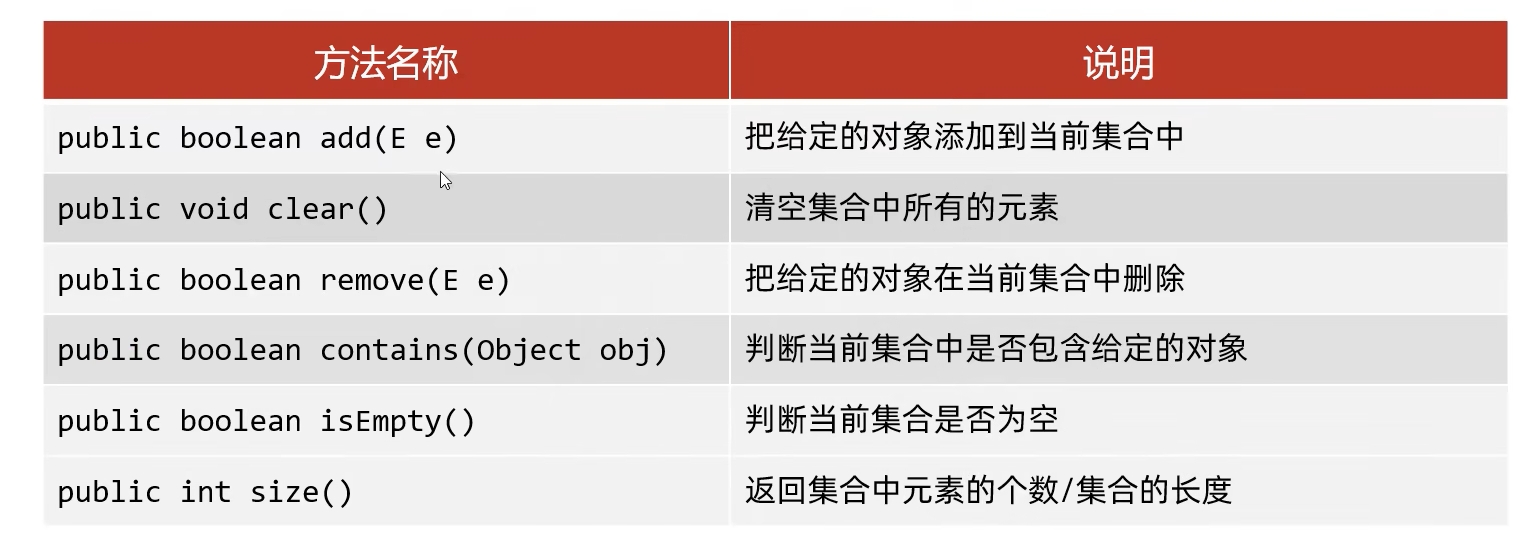 方法名称 说明
public boolean add(E e) 把给定的对象添加到当前集合中
public void clear() 清空集合中所有的元素
public boolean remove(E e) 把给定的对象在当前集合中删除
public boolean contains(Object obj) 判断当前集合中是否包含给定的对象
public boolean isEmpty() 判断当前集合是否为空
public int size() 返回集合中元素的个数/集合的长度